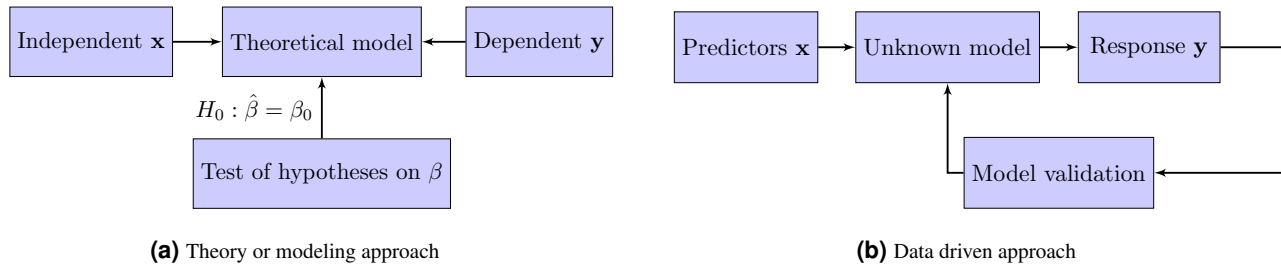 Independent x
Theoretical model
Dependent y
H₀ : β̂ = β₀
Test of hypotheses on β
(a) Theory or modeling approach
Predictors x
Unknown model
Response y
Model validation
(b) Data driven approach